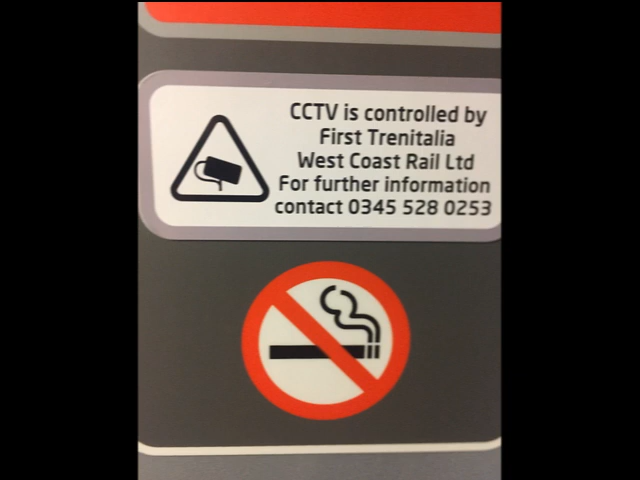 CCTV is controlled by
First Trenitalia
West Coast Rail Ltd
For further information
contact 0345 528 0253